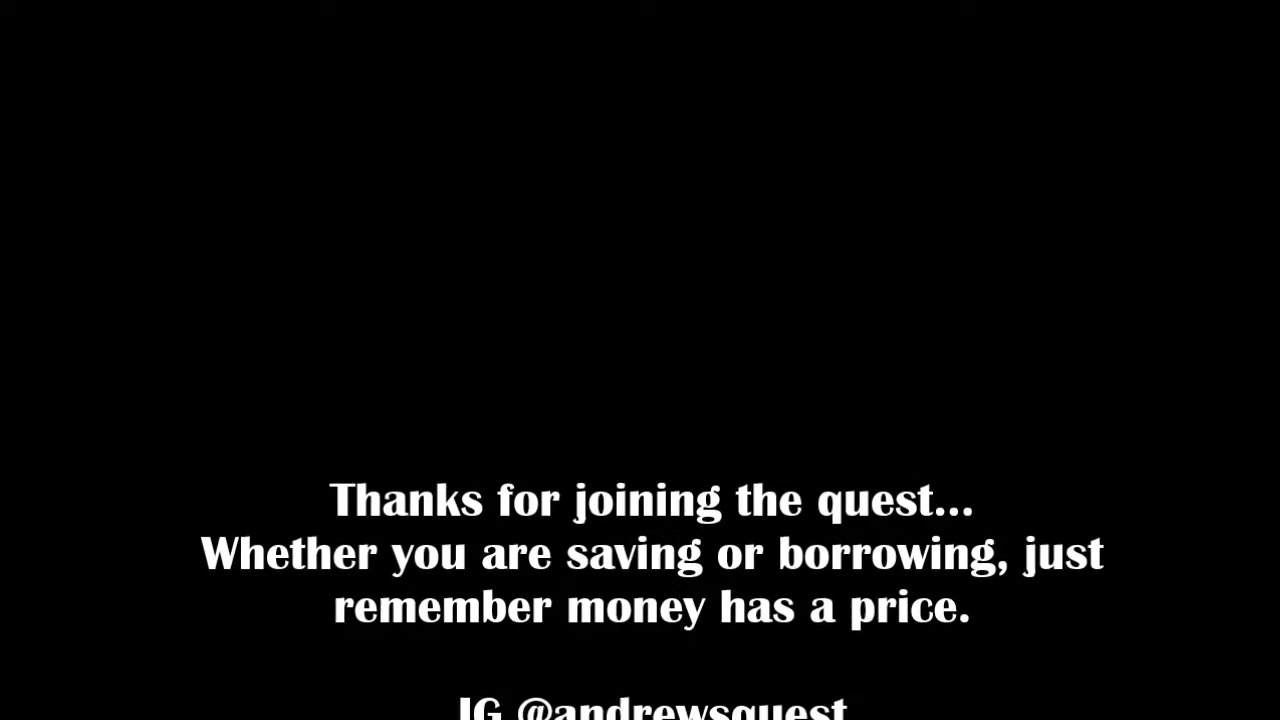 Thanks for joining the quest...
Whether you are saving or borrowing, just
remember money has a price.
IG @andrewsquest